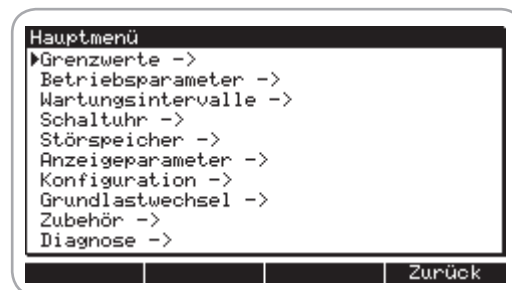 Hauptmenü
▶Grenzwerte ->
Betriebsparameter ->
Wartungsintervalle ->
Schaltuhr ->
Störspeicher ->
Anzeigeparameter ->
Konfiguration ->
Grundlastwechsel ->
Zubehör ->
Diagnose ->
Zurück